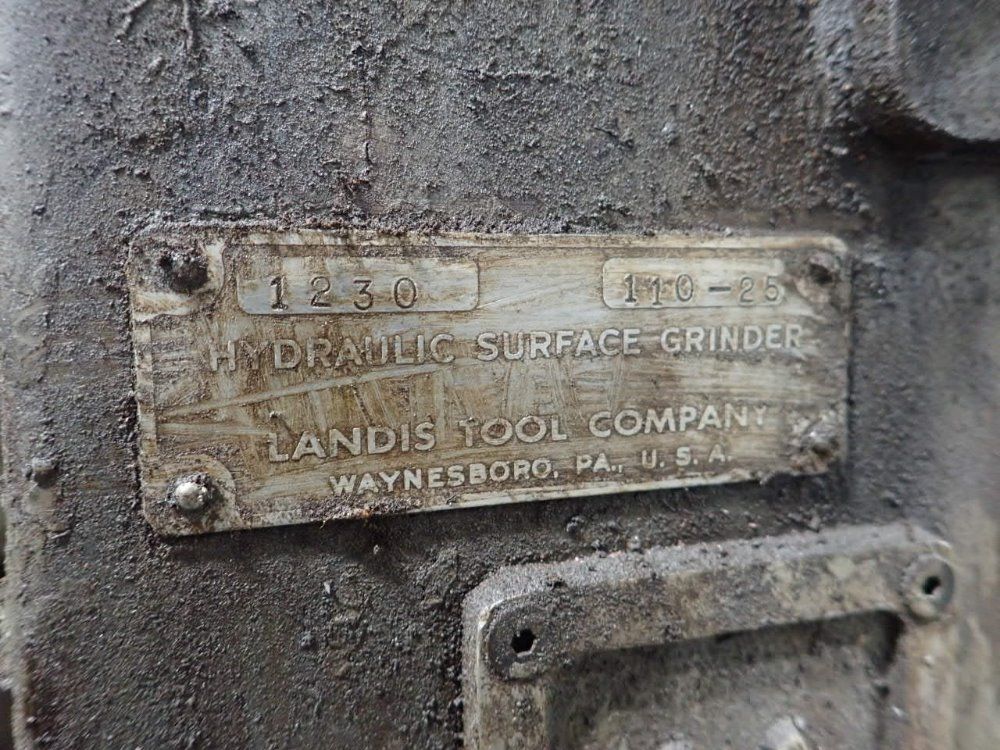 1230 110-25
HYDRAULIC SURFACE GRINDER
LANDIS TOOL COMPANY
WAYNESBORO, PA., U. S. A.